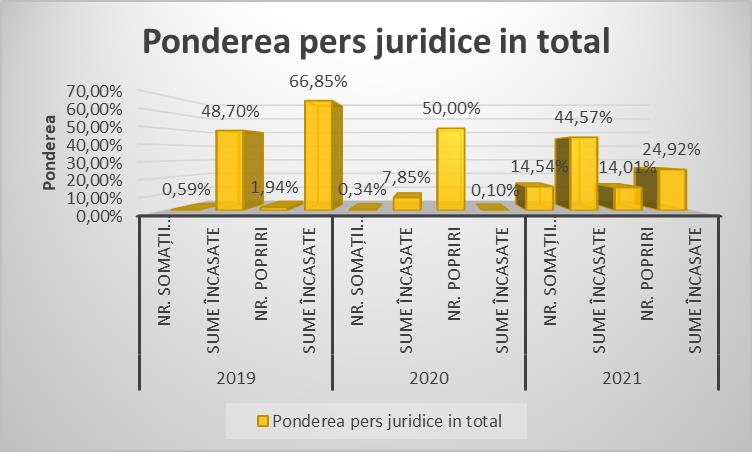 Ponderea pers juridice in total
Ponderea
70,00%
60,00%
50,00%
40,00%
30,00%
20,00%
10,00%
0,00%
0,59%
48,70%
1,94%
66,85%
0,34%
7,85%
50,00%
0,10%
14,54%
44,57%
14,01%
24,92%
NR. SOMAȚII…
SUME ÎNCASATE
NR. POPRIRI
SUME ÎNCASATE
NR. SOMAȚII…
SUME ÎNCASATE
NR. POPRIRI
SUME ÎNCASATE
NR. SOMAȚII…
SUME ÎNCASATE
NR. POPRIRI
SUME ÎNCASATE
2019
2020
2021
Ponderea pers juridice in total